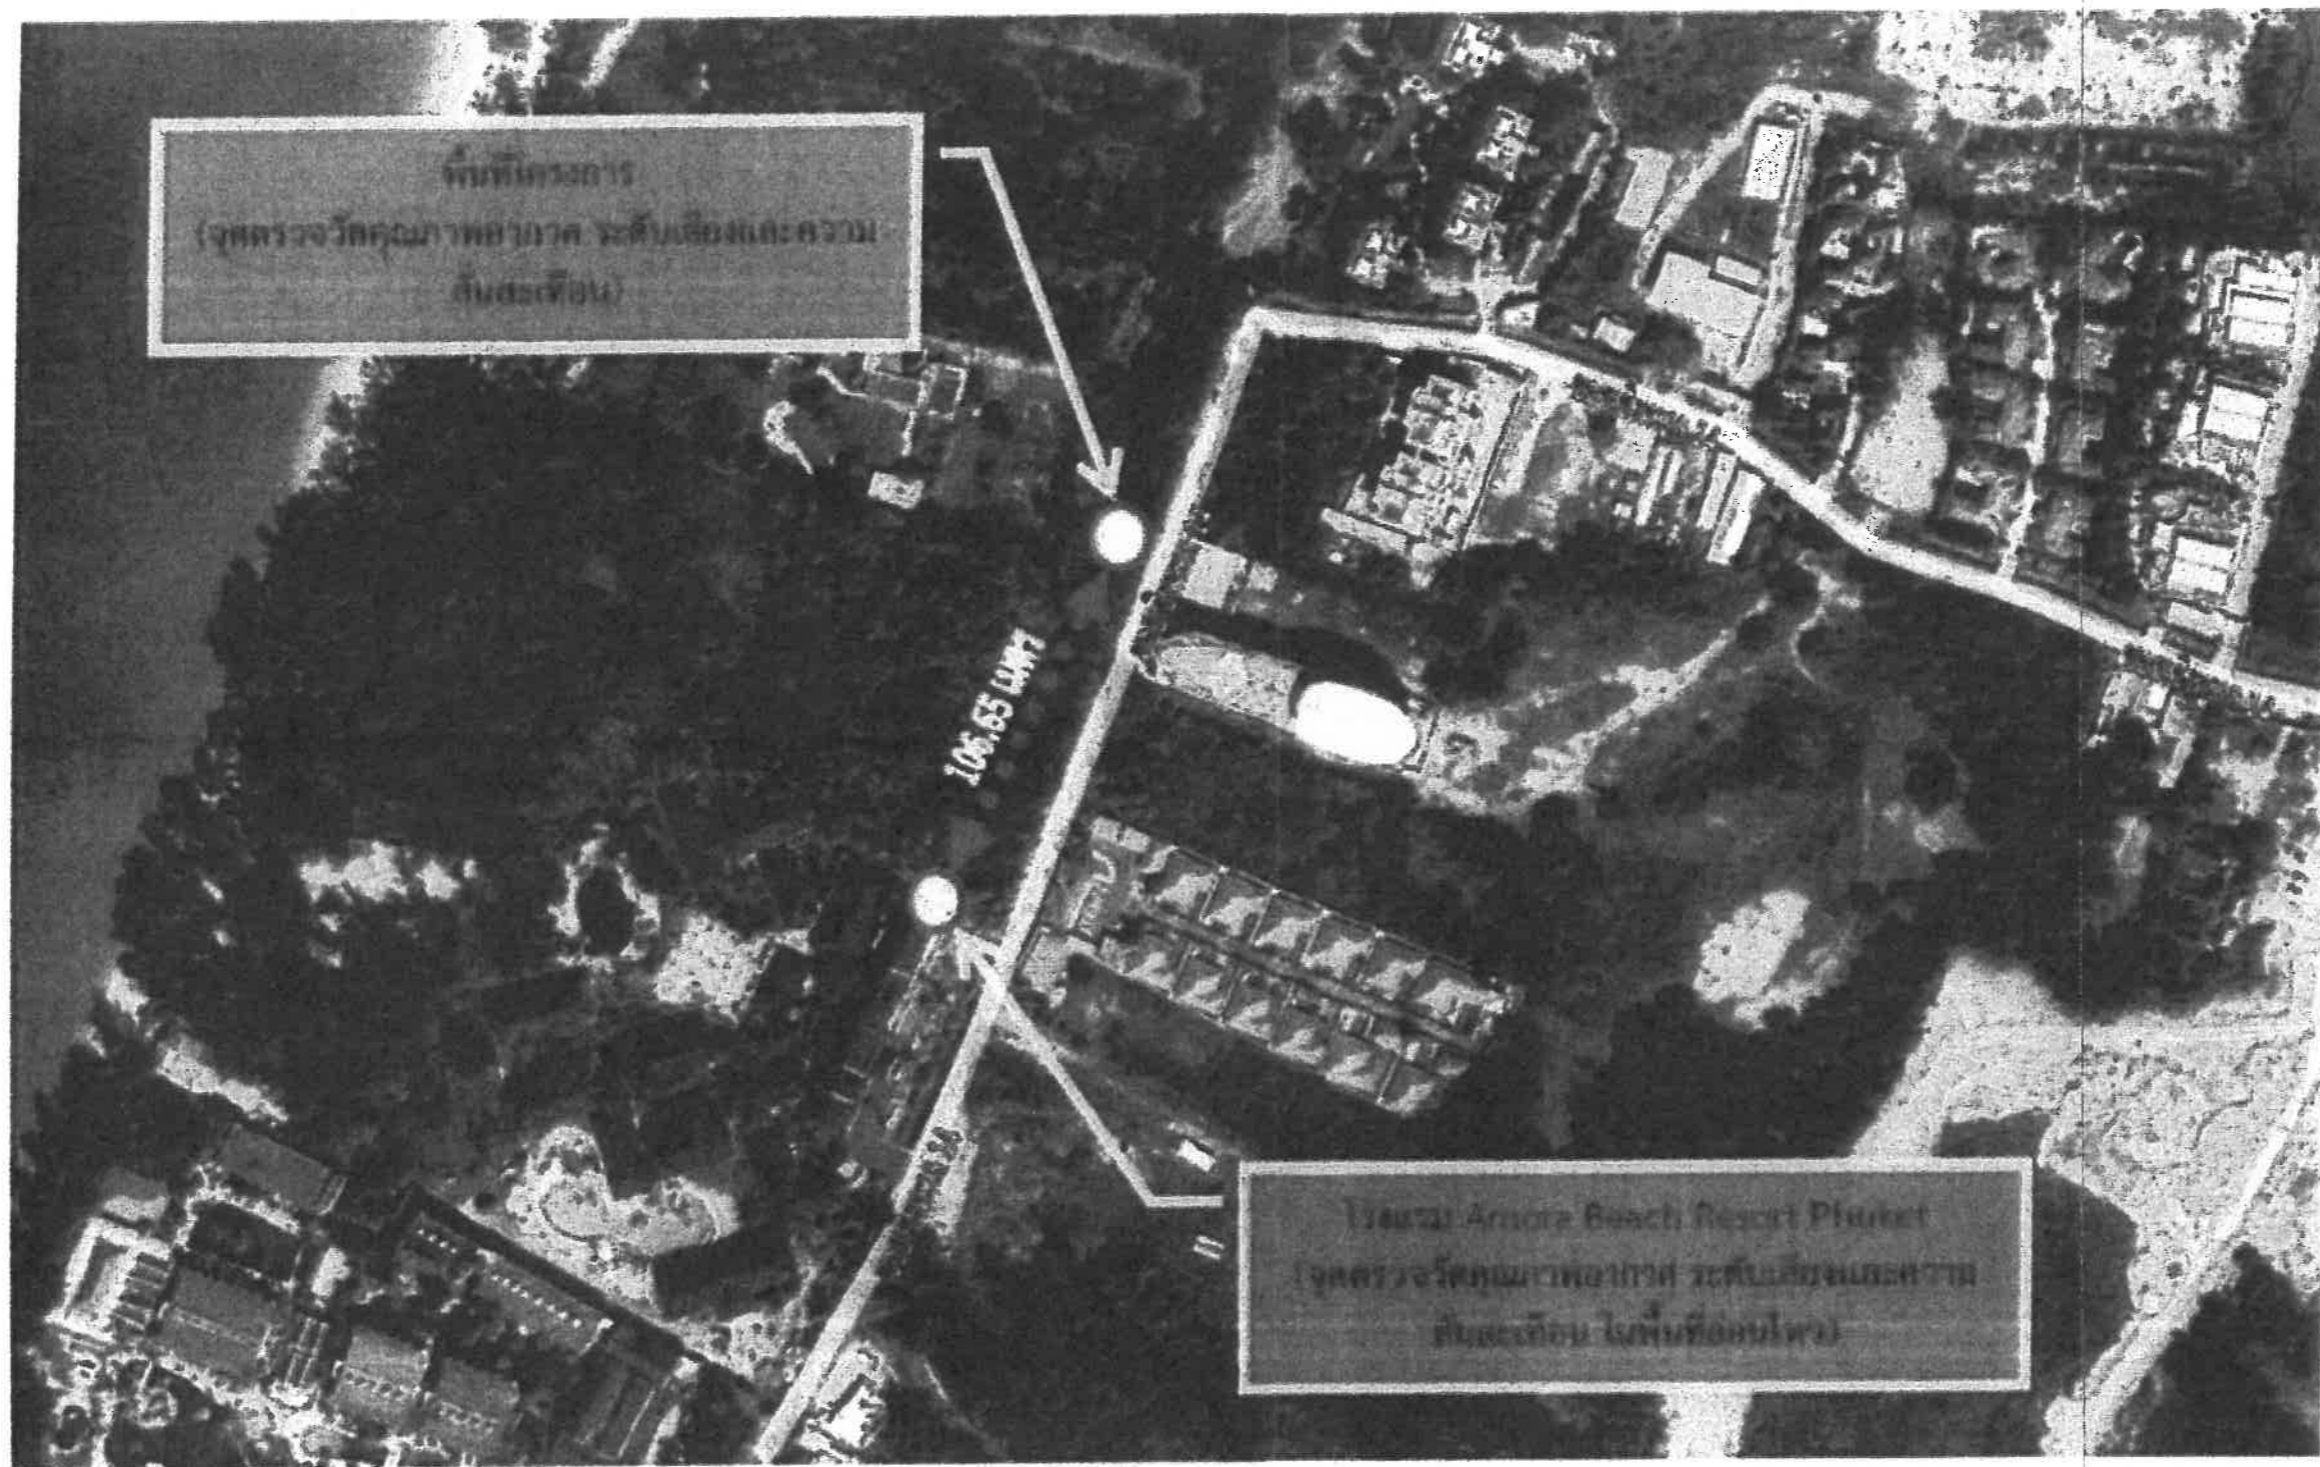 พื้นที่โครงการ
(จุดตรวจวัดคุณภาพอากาศ ระดับเสียงและความ
สั่นสะเทือน)
106.65 เมตร
โรงแรม Amora Beach Resort Phuket
(จุดตรวจวัดคุณภาพอากาศ ระดับเสียงและความ
สั่นสะเทือน ในพื้นที่อ่อนไหว)